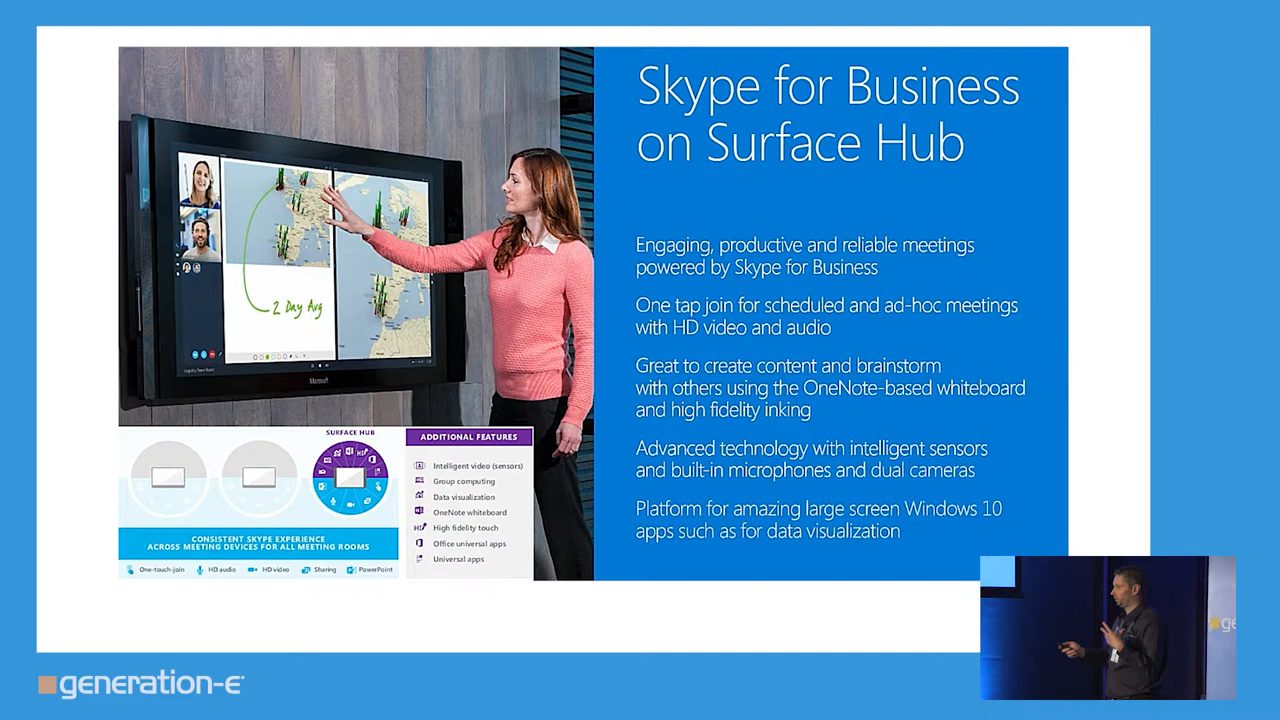 Skype for Business
on Surface Hub
Engaging, productive and reliable meetings
powered by Skype for Business
One tap join for scheduled and ad-hoc meetings
with HD video and audio
Great to create content and brainstorm
with others using the OneNote-based whiteboard
and high fidelity inking
Advanced technology with intelligent sensors
and built-in microphones and dual cameras
Platform for amazing large screen Windows 10
apps such as for data visualization
2 Day Avg
Microsoft
SURFACE HUB
CONSISTENT SKYPE EXPERIENCE
ACROSS MEETING DEVICES FOR ALL MEETING ROOMS
One-touch-join
HD audio
HD video
Sharing
PowerPoint
ADDITIONAL FEATURES
Intelligent video (sensors)
Group computing
Data visualization
OneNote whiteboard
High fidelity touch
Office universal apps
Universal apps
ge
generation-e